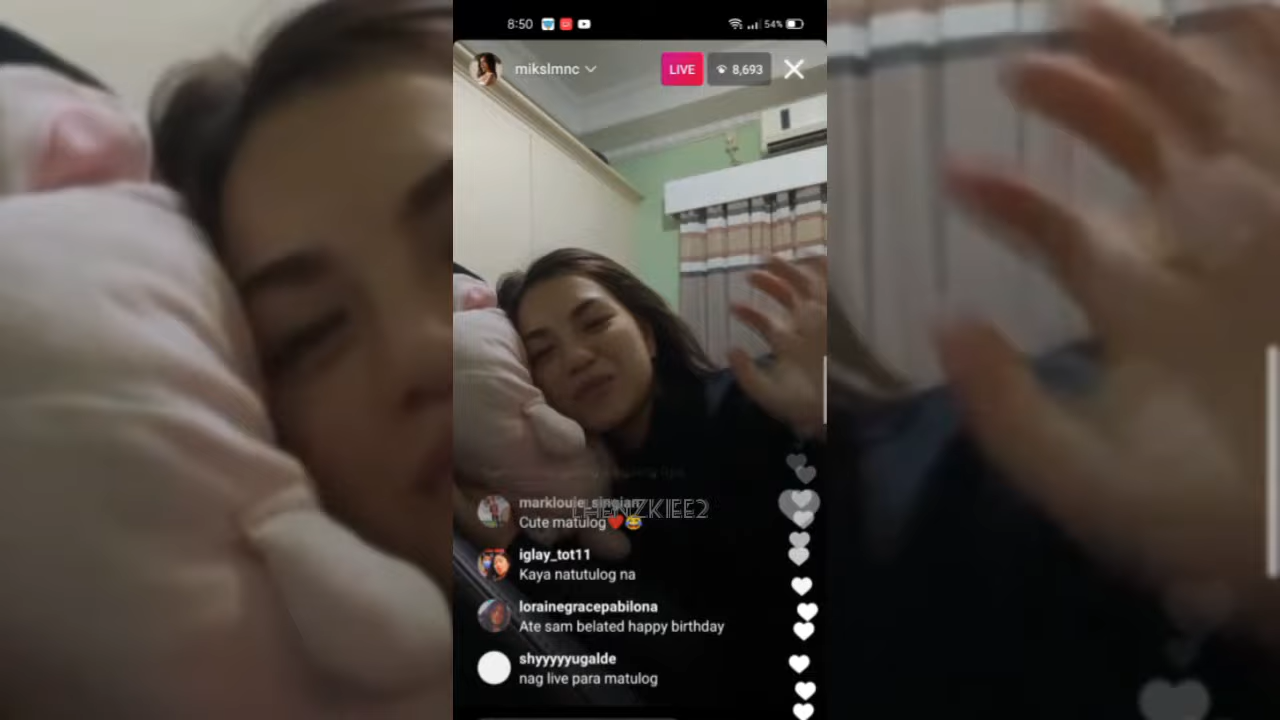 8:50
54%
mikslmnc
LIVE
8,693
marklouie_singian
Cute matulog❤️😂
iglay_tot11
Kaya natutulog na
lorainegracepabilona
Ate sam belated happy birthday
shyyyyyugalde
nag live para matulog